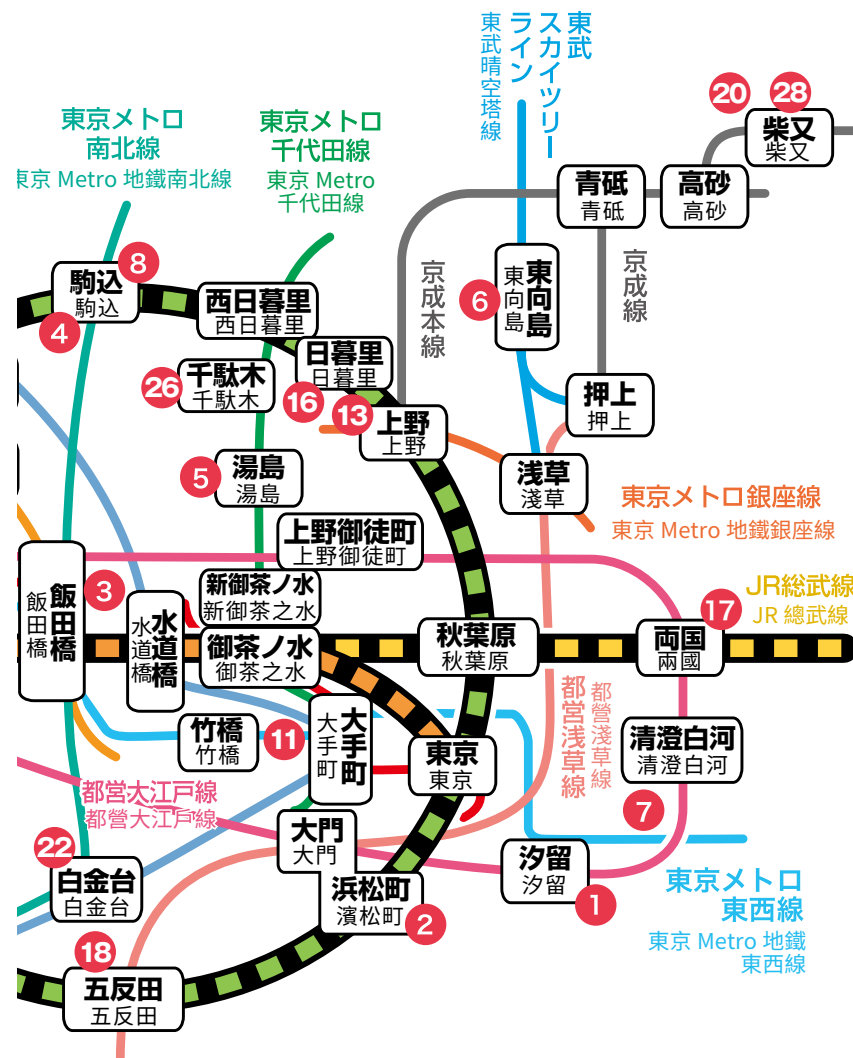 東武
スカイツリー
ライン
東武晴空塔線
20
28
柴又
柴又
東京メトロ
南北線
東京 Metro 地鐵南北線
東京メトロ
千代田線
東京 Metro
千代田線
青砥
青砥
高砂
高砂
京成本線
京成線
8
駒込
駒込
4
西日暮里
西日暮里
6
東向島
東向島
日暮里
日暮里
26
千駄木
千駄木
16
13
上野
上野
押上
押上
5
湯島
湯島
浅草
淺草
東京メトロ銀座線
東京 Metro 地鐵銀座線
上野御徒町
上野御徒町
飯田橋
飯田橋
3
水道橋
水道橋
新御茶ノ水
新御茶之水
御茶ノ水
御茶之水
秋葉原
秋葉原
JR総武線
JR 總武線
17
両国
兩國
都営浅草線
都營淺草線
竹橋
竹橋
11
大手町
大手町
東京
東京
清澄白河
清澄白河
7
都営大江戸線
都營大江戶線
大門
大門
汐留
汐留
1
22
白金台
白金台
浜松町
濱松町
2
東京メトロ
東西線
東京 Metro 地鐵
東西線
18
五反田
五反田